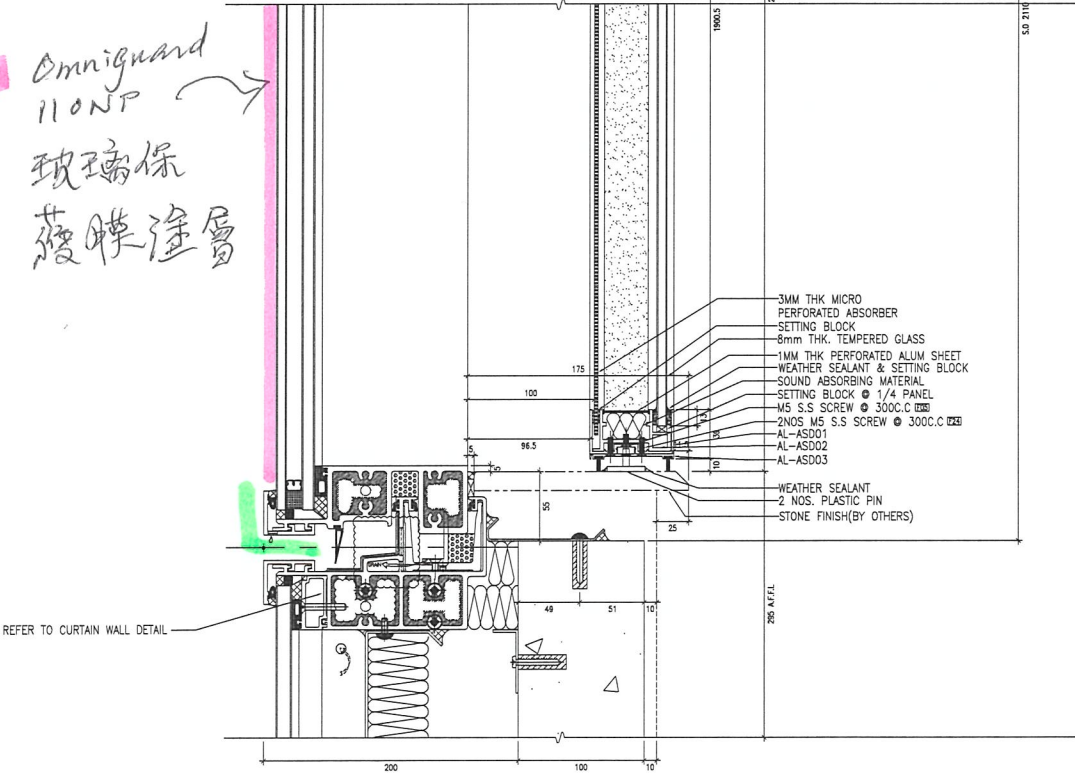 Omniguard
110NP
玻璃保
護膜塗層
1900.5
S.D 2110
3MM THK MICRO
PERFORATED ABSORBER
SETTING BLOCK
8mm THK. TEMPERED GLASS
1MM THK PERFORATED ALUM SHEET
WEATHER SEALANT & SETTING BLOCK
SOUND ABSORBING MATERIAL
SETTING BLOCK @ 1/4 PANEL
M5 S.S SCREW @ 300C.C
2NOS M5 S.S SCREW @ 300C.C
AL-ASD01
AL-ASD02
AL-ASD03
WEATHER SEALANT
2 NOS. PLASTIC PIN
STONE FINISH(BY OTHERS)
175
100
96.5
5
5
55
10
25
49
51
10
REFER TO CURTAIN WALL DETAIL
200
100
10